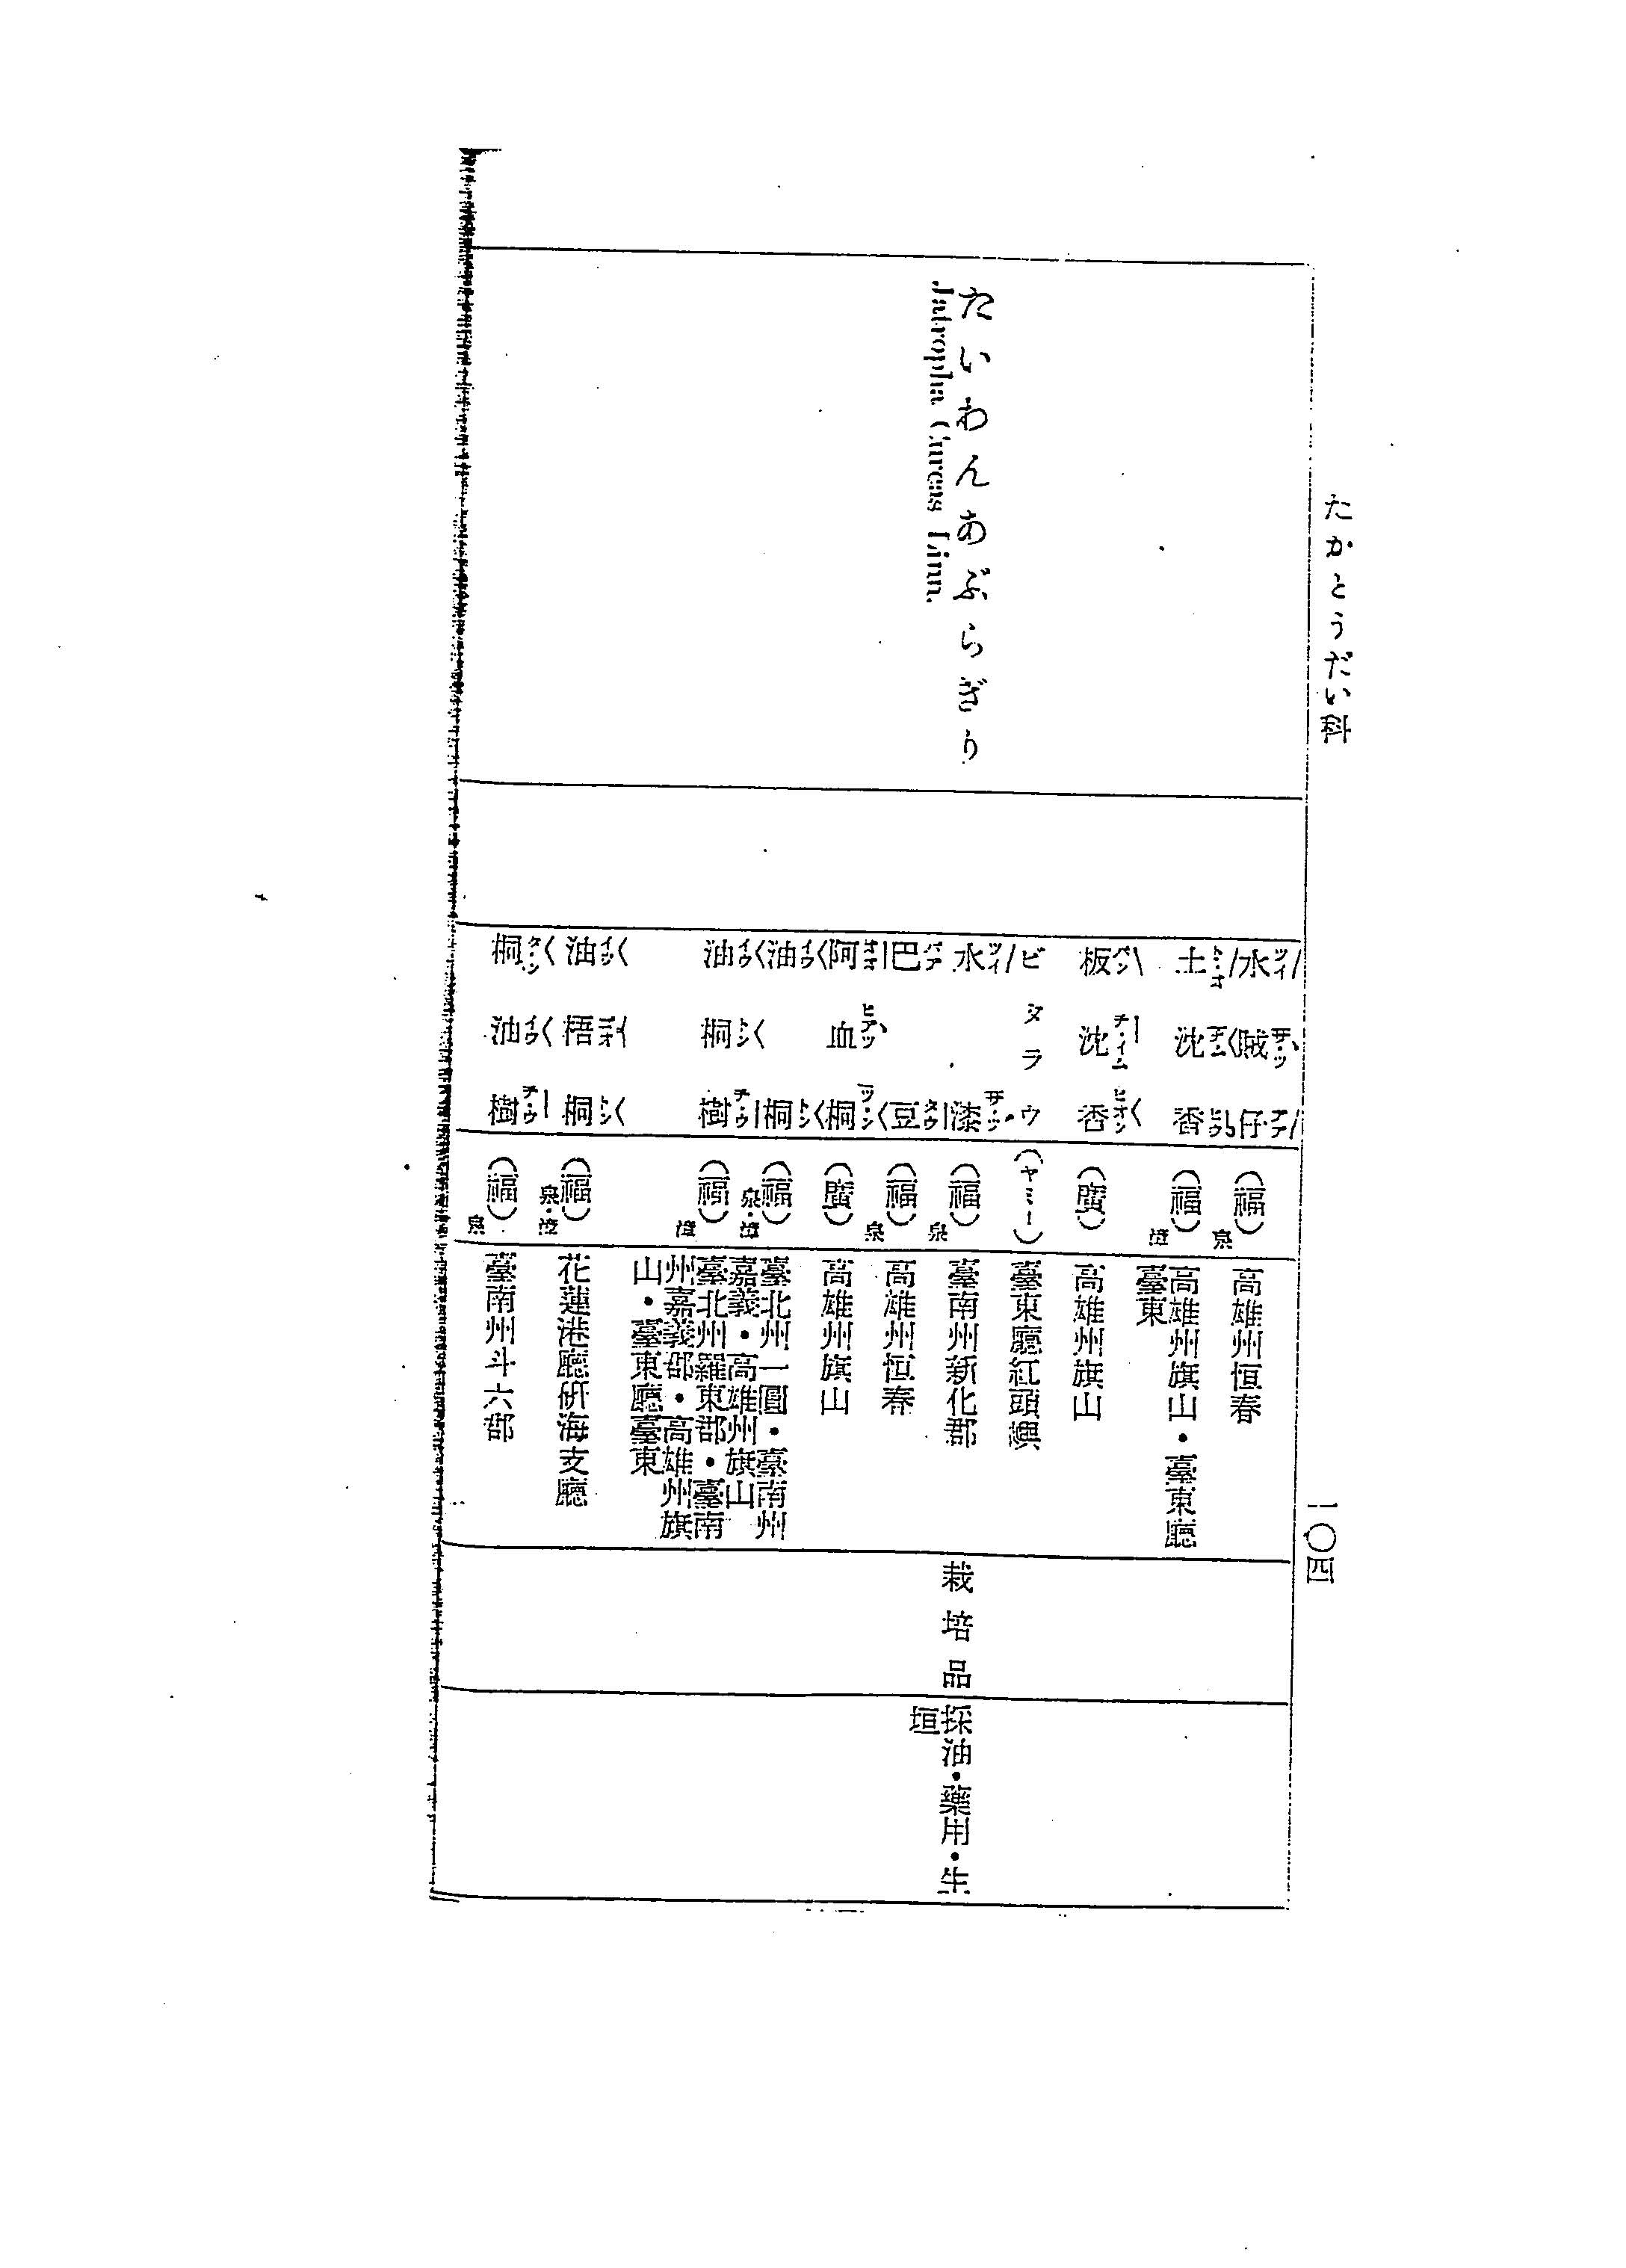 たかとうだい科
一〇四
水賊仔
(福)泉
高雄州恒春
土沈香
(福)漳
高雄州旗山・臺東廳
臺東
板沈香
(廣)
高雄州旗山
ビタラウ
(ヤミー)
臺東廳紅頭嶼
たいわんあぶらぎり
Jatropha Curcas Linn.
水漆
(福)泉
臺南州新化郡
栽培品
採油・藥用・生
垣
巴豆
(福)泉
高雄州恒春
阿血桐
(廣)
高雄州旗山
油桐
(福)泉・漳
臺北州一圓・臺南州
嘉義・高雄州旗山
油桐樹
(福)漳
臺北州羅東郡・臺南
州嘉義郡・高雄州旗
山・臺東廳臺東
油梧桐
(福)泉・漳
花蓮港廳研海支廳
桐油樹
(福)泉
臺南州斗六郡